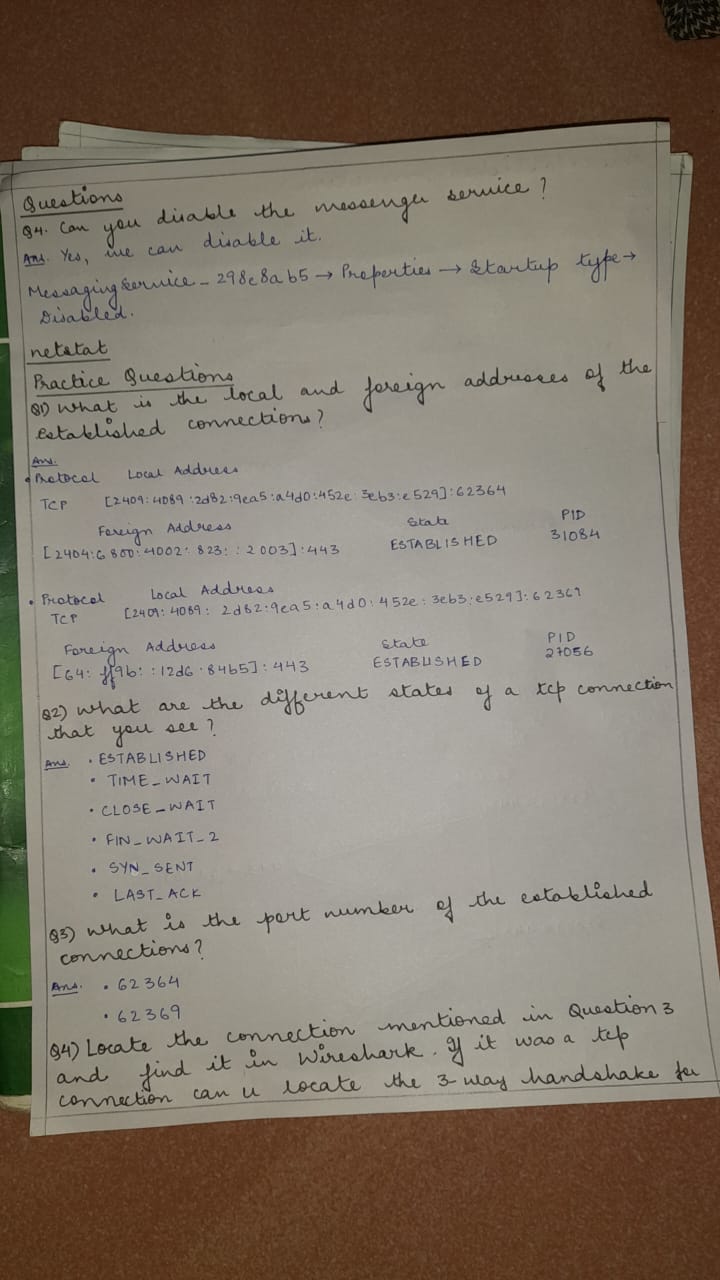 Questions
Q4. Can you disable the messenger service?
Ans. Yes, we can disable it.
Messaging Service - 298c8ab5 → Properties → Startup type →
Disabled.
netstat
Practice Questions
Q1) What is the local and foreign addresses of the
established connections?
Ans.
• Protocol Local Address
TCP [2409:4089:2d82:9ea5:a4d0:452e:3eb3:e529]:62364
Foreign Address State PID
[2404:6800:4002:823::2003]:443 ESTABLISHED 31084
• Protocol Local Address
TCP [2409:4089:2d82:9ea5:a4d0:452e:3eb3:e529]:62369
Foreign Address State PID
[64:ff9b::12d6:84b5]:443 ESTABLISHED 27056
Q2) What are the different states of a tcp connection
that you see?
Ans. • ESTABLISHED
• TIME_WAIT
• CLOSE_WAIT
• FIN_WAIT_2
• SYN_SENT
• LAST_ACK
Q3) What is the port number of the established
connections?
Ans. • 62364
• 62369
Q4) Locate the connection mentioned in Question 3
and find it in Wireshark. If it was a tcp
connection can u locate the 3-way handshake for